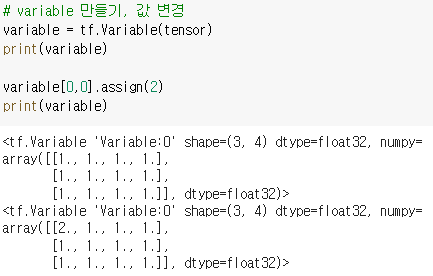 # variable 만들기, 값 변경
variable = tf.Variable(tensor)
print(variable)
variable[0,0].assign(2)
print(variable)
<tf.Variable 'Variable:0' shape=(3, 4) dtype=float32, numpy=
array([[1., 1., 1., 1.],
       [1., 1., 1., 1.],
       [1., 1., 1., 1.]], dtype=float32)>
<tf.Variable 'Variable:0' shape=(3, 4) dtype=float32, numpy=
array([[2., 1., 1., 1.],
       [1., 1., 1., 1.],
       [1., 1., 1., 1.]], dtype=float32)>